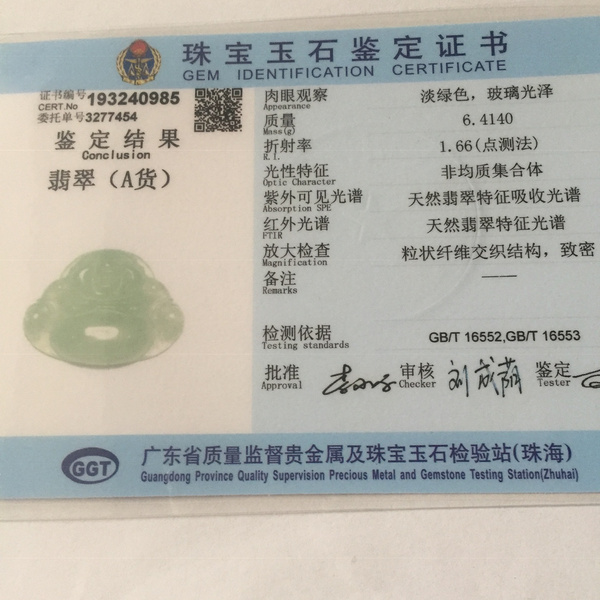 珠宝玉石鉴定证书
GEM IDENTIFICATION CERTIFICATE
证书编号 193240985
CERT.No
委托单号3277454
鉴定结果
Conclusion
翡翠（A货）
肉眼观察 淡绿色，玻璃光泽
Appearance
质量 6.4140
Mass(g)
折射率 1.66(点测法)
R.I.
光性特征 非均质集合体
Optic Character
紫外可见光谱 天然翡翠特征吸收光谱
Absorption SPE
红外光谱 天然翡翠特征光谱
FTIR
放大检查 粒状纤维交织结构，致密
Magnification
备注 ——
Remarks
检测依据 GB/T 16552,GB/T 16553
Testing standards
批准 审核 刘成萌 鉴定
Approval Checker Tester
GGT
广东省质量监督贵金属及珠宝玉石检验站(珠海)
Guangdong Province Quality Supervision Precious Metal and Gemstone Testing Station(Zhuhai)